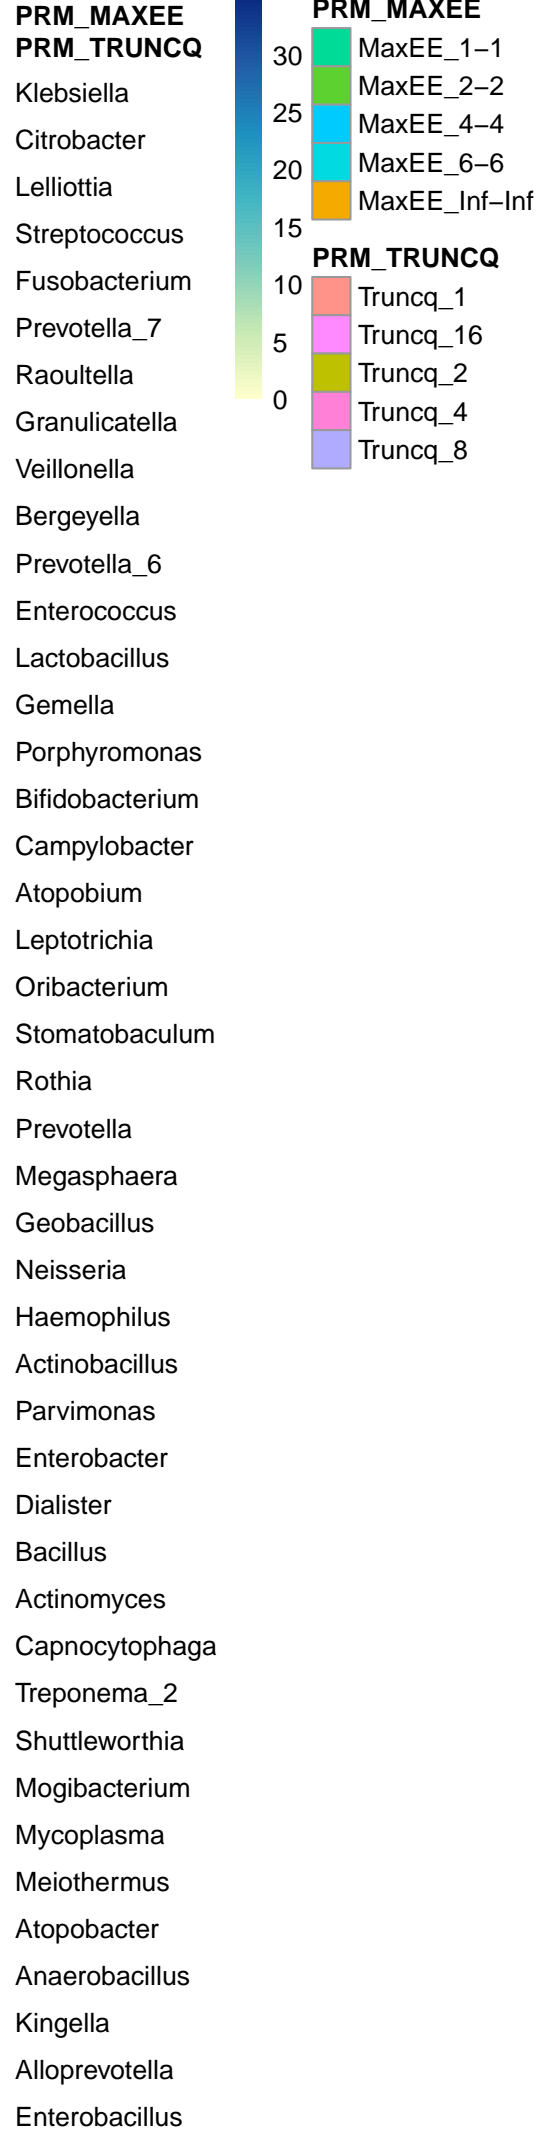 PRM_MAXEE
PRM_TRUNCQ
Klebsiella
Citrobacter
Lelliottia
Streptococcus
Fusobacterium
Prevotella_7
Raoultella
Granulicatella
Veillonella
Bergeyella
Prevotella_6
Enterococcus
Lactobacillus
Gemella
Porphyromonas
Bifidobacterium
Campylobacter
Atopobium
Leptotrichia
Oribacterium
Stomatobaculum
Rothia
Prevotella
Megasphaera
Geobacillus
Neisseria
Haemophilus
Actinobacillus
Parvimonas
Enterobacter
Dialister
Bacillus
Actinomyces
Capnocytophaga
Treponema_2
Shuttleworthia
Mogibacterium
Mycoplasma
Meiothermus
Atopobacter
Anaerobacillus
Kingella
Alloprevotella
Enterobacillus
30
25
20
15
10
5
0
PRM_MAXEE
MaxEE_1−1
MaxEE_2−2
MaxEE_4−4
MaxEE_6−6
MaxEE_Inf−Inf
PRM_TRUNCQ
Truncq_1
Truncq_16
Truncq_2
Truncq_4
Truncq_8